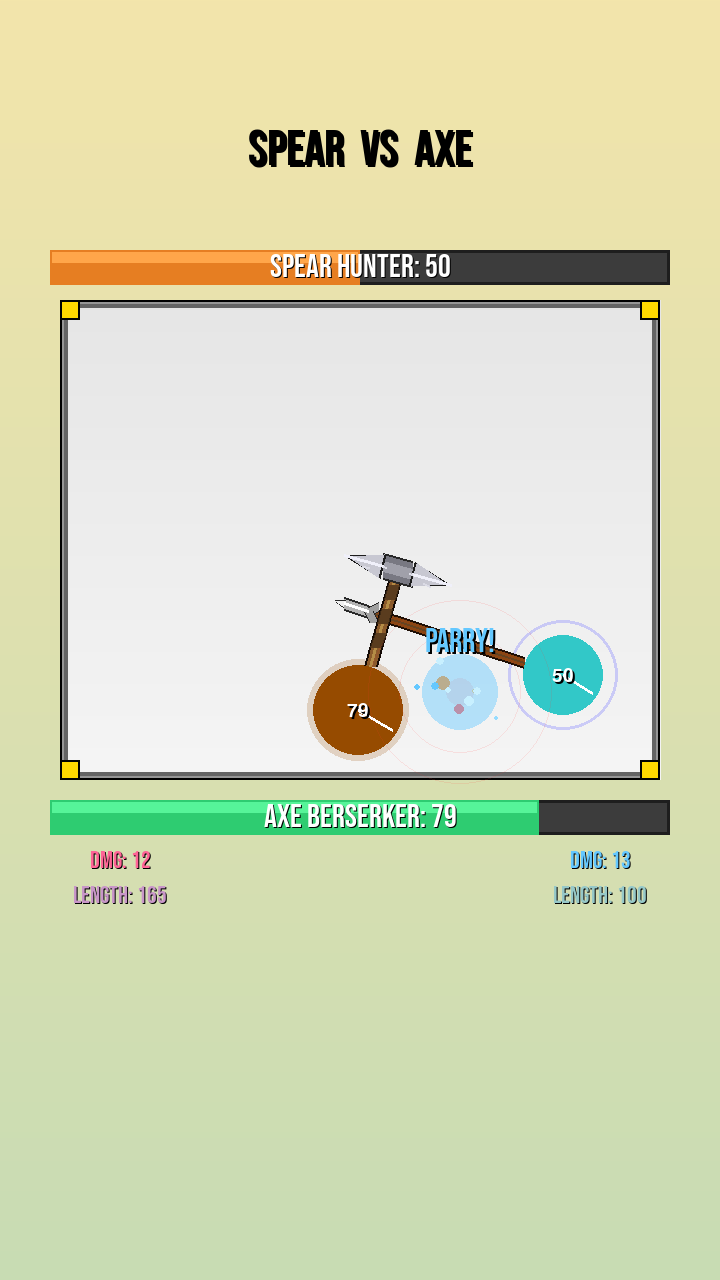 SPEAR VS AXE
SPEAR HUNTER: 50
PARRY!
50
79
AXE BERSERKER: 79
DMG: 12
DMG: 13
LENGTH: 165
LENGTH: 100